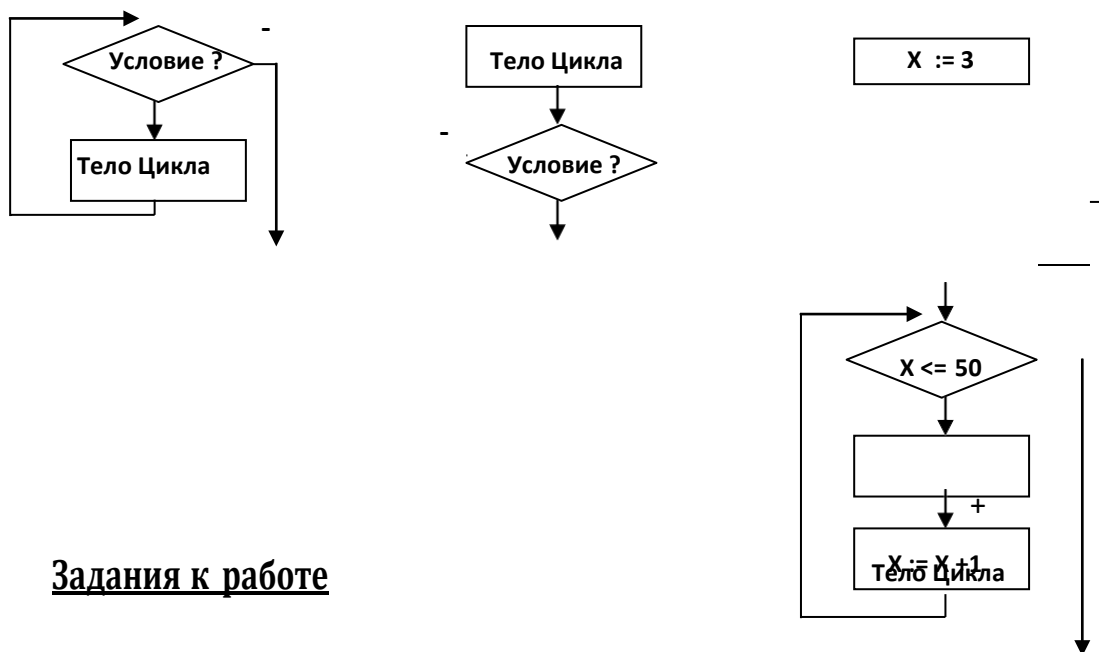 -
Условие ?
Тело Цикла
Тело Цикла
-
Условие ?
X := 3
X <= 50
+
X := X +1
Тело Цикла
Задания к работе